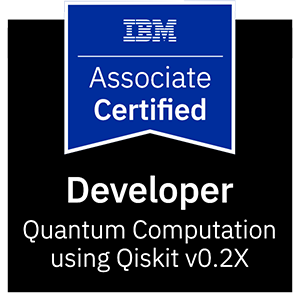 IBM
Associate
Certified
Developer
Quantum Computation
using Qiskit v0.2X